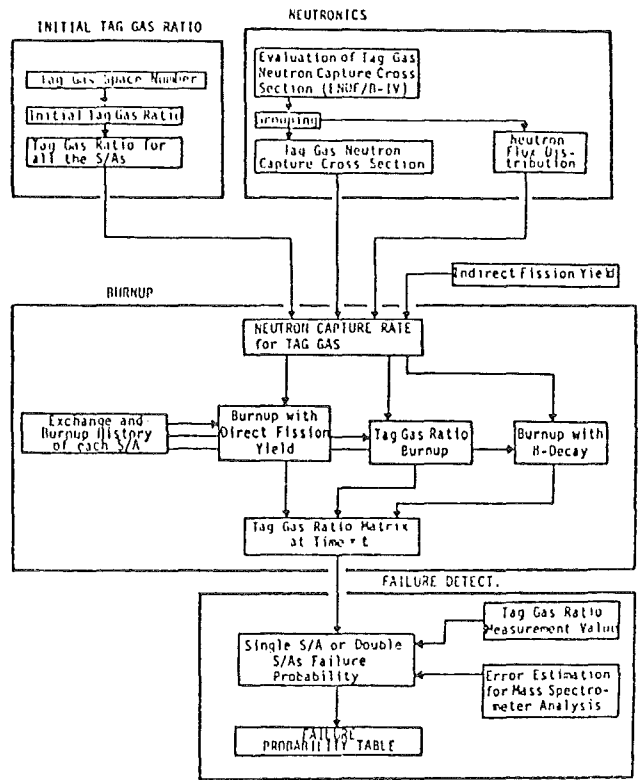 INITIAL TAG GAS RATIO
Tag Gas Space Number
Initial Tag Gas Ratio
Tag Gas Ratio for
all the S/As
NEUTRONICS
Evaluation of Tag Gas
Neutron Capture Cross
Section (ENDF/B-IV)
Grouping
Tag Gas Neutron
Capture Cross Section
Neutron
Flux Dis-
tribution
Indirect Fission Yield
BURNUP
NEUTRON CAPTURE RATE
for TAG GAS
Exchange and
Burnup History
of each S/A
Burnup with
Direct Fission
Yield
Tag Gas Ratio
Burnup
Burnup with
β-Decay
Tag Gas Ratio Matrix
at Time = t
FAILURE DETECT.
Single S/A or Double
S/As Failure
Probability
Tag Gas Ratio
Measurement Value
Error Estimation
for Mass Spectro-
meter Analysis
FAILURE
PROBABILITY TABLE